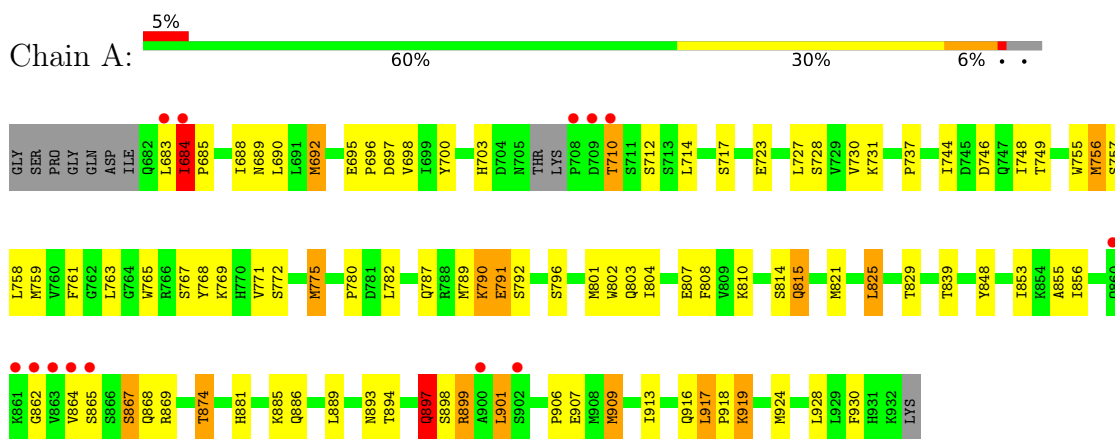 5%
Chain A:
60% 30% 6% • •
GLY SER PRO GLY GLN ASP ILE Q682 L683 I684 P685 I688 N689 L690 L691 M692 E695 P696 D697 V698 I699 Y700 H703 D704 N705 THR LYS P708 D709 T710 S711 S712 S713 L714 S717 E723 L727 S728 V729 V730 K731 P737 I744 D745 D746 Q747 I748 T749 W755 M756 S757
L758 M759 V760 F761 G762 L763 G764 W765 R766 S767 Y768 K769 H770 V771 S772 M775 P780 D781 L782 Q787 R788 M789 K790 E791 S792 S796 M801 W802 Q803 I804 E807 F808 V809 K810 S814 Q815 M821 L825 T829 T839 Y848 I853 K854 A855 I856 Q860
K861 G862 V863 V864 S865 S866 S867 Q868 R869 T874 H881 K885 Q886 L889 N893 T894 Q897 S898 R899 A900 L901 S902 P906 E907 M908 M909 I913 Q916 L917 P918 K919 M924 L928 L929 F930 H931 K932 LYS